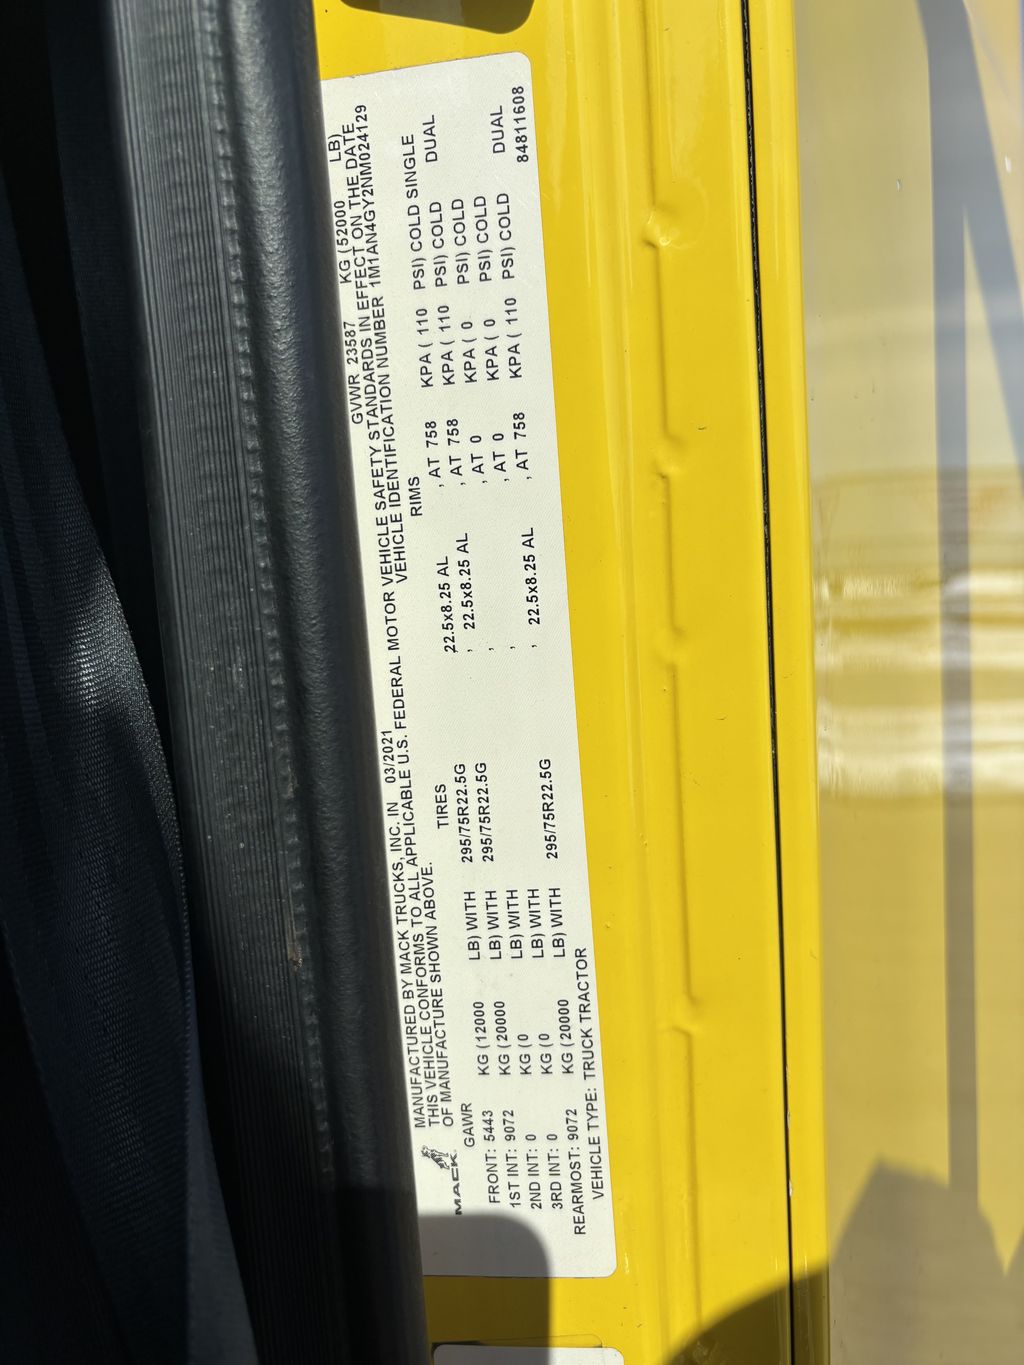 MANUFACTURED BY MACK TRUCKS, INC. IN 03/2021 GVWR 23587 KG (52000 LB)
THIS VEHICLE CONFORMS TO ALL APPLICABLE U.S. FEDERAL MOTOR VEHICLE SAFETY STANDARDS IN EFFECT ON THE DATE
OF MANUFACTURE SHOWN ABOVE. VEHICLE IDENTIFICATION NUMBER 1M1AN4GY2NM024129
MACK
GAWR TIRES RIMS
FRONT: 5443 KG (12000 LB) WITH 295/75R22.5G , 22.5x8.25 AL , AT 758 KPA ( 110 PSI) COLD SINGLE
1ST INT: 9072 KG (20000 LB) WITH 295/75R22.5G , 22.5x8.25 AL , AT 758 KPA ( 110 PSI) COLD DUAL
2ND INT: 0 KG (0 LB) WITH , , AT 0 KPA ( 0 PSI) COLD
3RD INT: 0 KG (0 LB) WITH , , AT 0 KPA ( 0 PSI) COLD
REARMOST: 9072 KG (20000 LB) WITH 295/75R22.5G , 22.5x8.25 AL , AT 758 KPA ( 110 PSI) COLD DUAL
VEHICLE TYPE: TRUCK TRACTOR 84811608